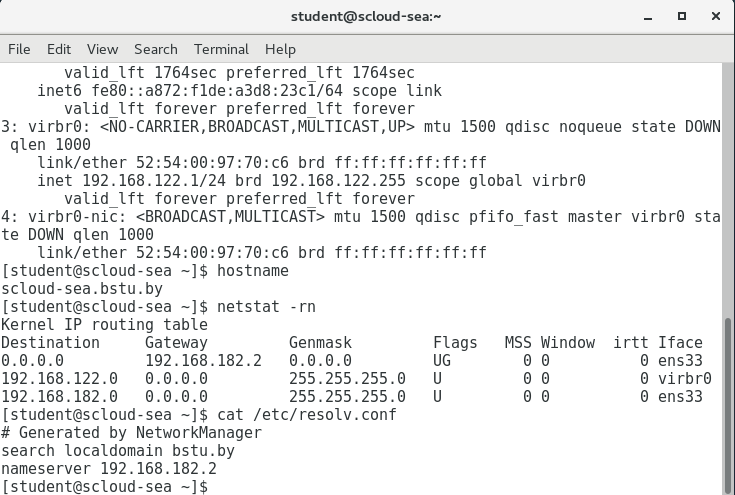 student@scloud-sea:~
File Edit View Search Terminal Help
       valid_lft 1764sec preferred_lft 1764sec
    inet6 fe80::a872:f1de:a3d8:23c1/64 scope link
       valid_lft forever preferred_lft forever
3: virbr0: <NO-CARRIER,BROADCAST,MULTICAST,UP> mtu 1500 qdisc noqueue state DOWN
 qlen 1000
    link/ether 52:54:00:97:70:c6 brd ff:ff:ff:ff:ff:ff
    inet 192.168.122.1/24 brd 192.168.122.255 scope global virbr0
       valid_lft forever preferred_lft forever
4: virbr0-nic: <BROADCAST,MULTICAST> mtu 1500 qdisc pfifo_fast master virbr0 sta
te DOWN qlen 1000
    link/ether 52:54:00:97:70:c6 brd ff:ff:ff:ff:ff:ff
[student@scloud-sea ~]$ hostname
scloud-sea.bstu.by
[student@scloud-sea ~]$ netstat -rn
Kernel IP routing table
Destination     Gateway         Genmask         Flags   MSS Window  irtt Iface
0.0.0.0         192.168.182.2   0.0.0.0         UG        0 0          0 ens33
192.168.122.0   0.0.0.0         255.255.255.0   U         0 0          0 virbr0
192.168.182.0   0.0.0.0         255.255.255.0   U         0 0          0 ens33
[student@scloud-sea ~]$ cat /etc/resolv.conf
# Generated by NetworkManager
search localdomain bstu.by
nameserver 192.168.182.2
[student@scloud-sea ~]$